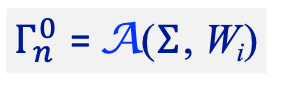 Γ⁰ₙ = 𝒜(Σ, Wᵢ)